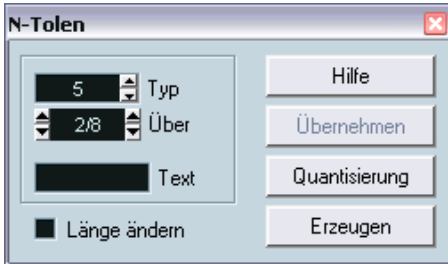 N-Tolen
5 Typ
2/8 Über
Text
Länge ändern
Hilfe
Übernehmen
Quantisierung
Erzeugen